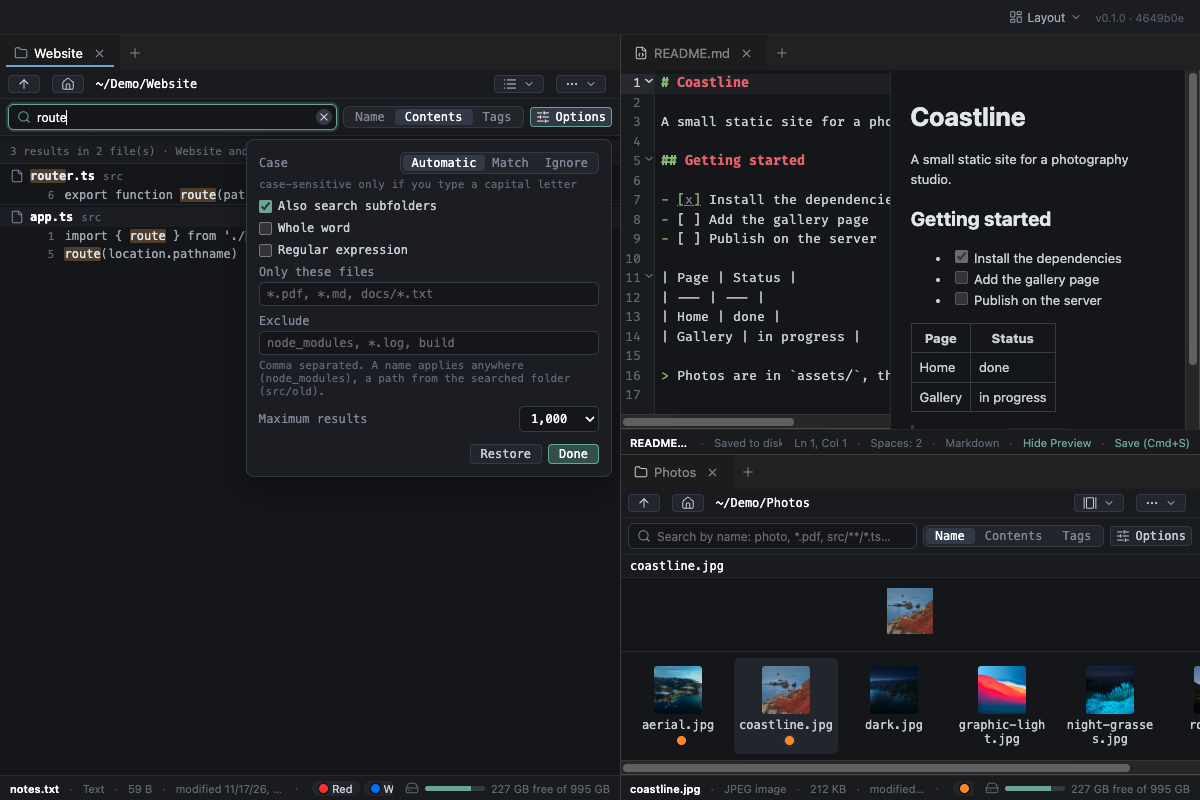 Layout
v0.1.0 · 4649b0e
Website
~/Demo/Website
route
Name
Contents
Tags
Options
3 results in 2 file(s) · Website and
router.ts src
6 export function route(pat
app.ts src
1 import { route } from './
5 route(location.pathname)
Case
Automatic
Match
Ignore
case-sensitive only if you type a capital letter
Also search subfolders
Whole word
Regular expression
Only these files
*.pdf, *.md, docs/*.txt
Exclude
node_modules, *.log, build
Comma separated. A name applies anywhere
(node_modules), a path from the searched folder
(src/old).
Maximum results
1,000
Restore
Done
notes.txt · Text · 59 B · modified 11/17/26, ... · Red W 227 GB free of 995 GB
README.md
1 # Coastline
2
3 A small static site for a pho
4
5 ## Getting started
6
7 - [x] Install the dependencie
8 - [ ] Add the gallery page
9 - [ ] Publish on the server
10
11 | Page | Status |
12 | --- | --- |
13 | Home | done |
14 | Gallery | in progress |
15
16 > Photos are in `assets/`, th
17
Coastline
A small static site for a photography
studio.
Getting started
• Install the dependencies
• Add the gallery page
• Publish on the server
Page Status
Home done
Gallery in progress
README... · Saved to disk Ln 1, Col 1 · Spaces: 2 · Markdown · Hide Preview · Save (Cmd+S)
Photos
~/Demo/Photos
Search by name: photo, *.pdf, src/**/*.ts...
Name
Contents
Tags
Options
coastline.jpg
aerial.jpg
coastline.jpg
dark.jpg
graphic-ligh
t.jpg
night-grasse
s.jpg
coastline.jpg · JPEG image · 212 KB · modified... · 227 GB free of 995 GB